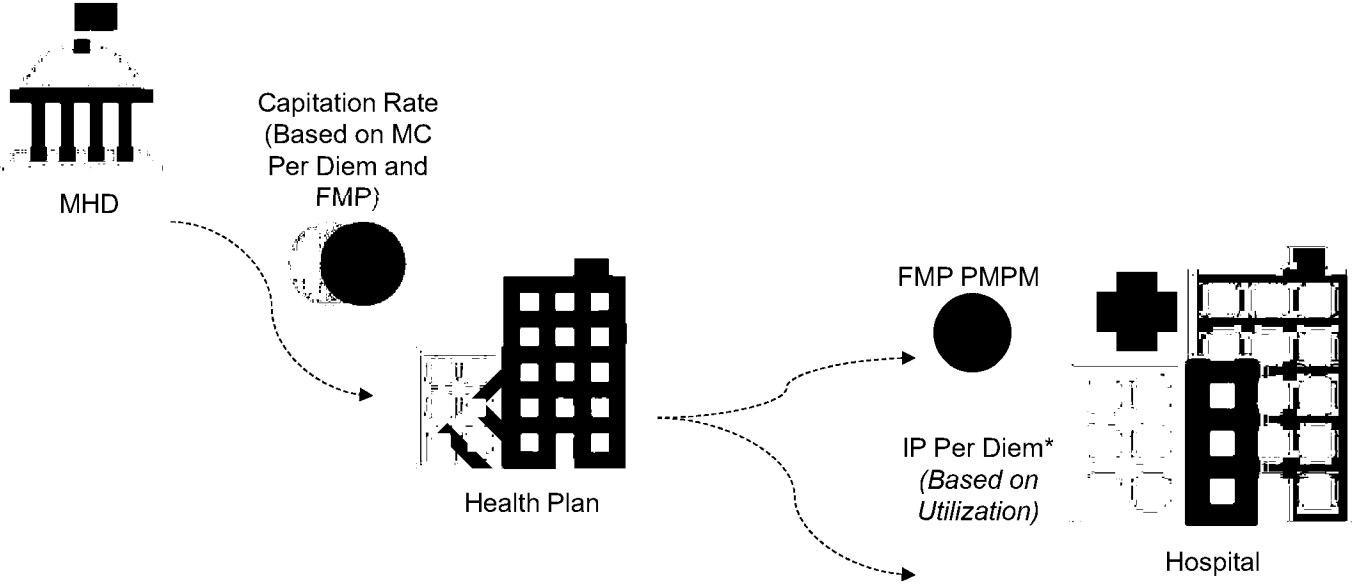 Capitation Rate
(Based on MC
Per Diem and
FMP)
MHD
FMP PMPM
IP Per Diem*
(Based on
Utilization)
Health Plan
Hospital